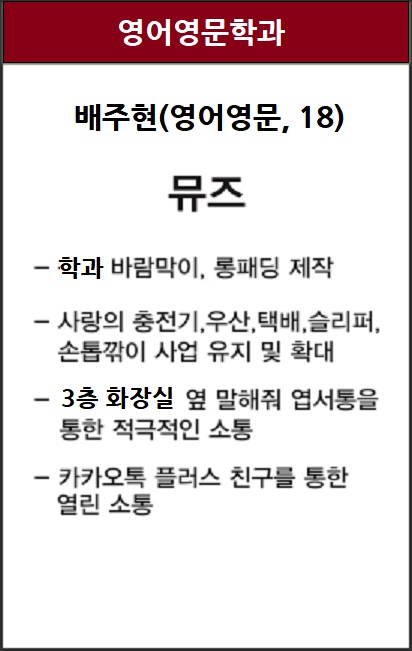 영어영문학과
배주현(영어영문, 18)
뮤즈
– 학과 바람막이, 롱패딩 제작
– 사랑의 충전기,우산,택배,슬리퍼,
손톱깎이 사업 유지 및 확대
– 3층 화장실 옆 말해줘 엽서통을
통한 적극적인 소통
– 카카오톡 플러스 친구를 통한
열린 소통